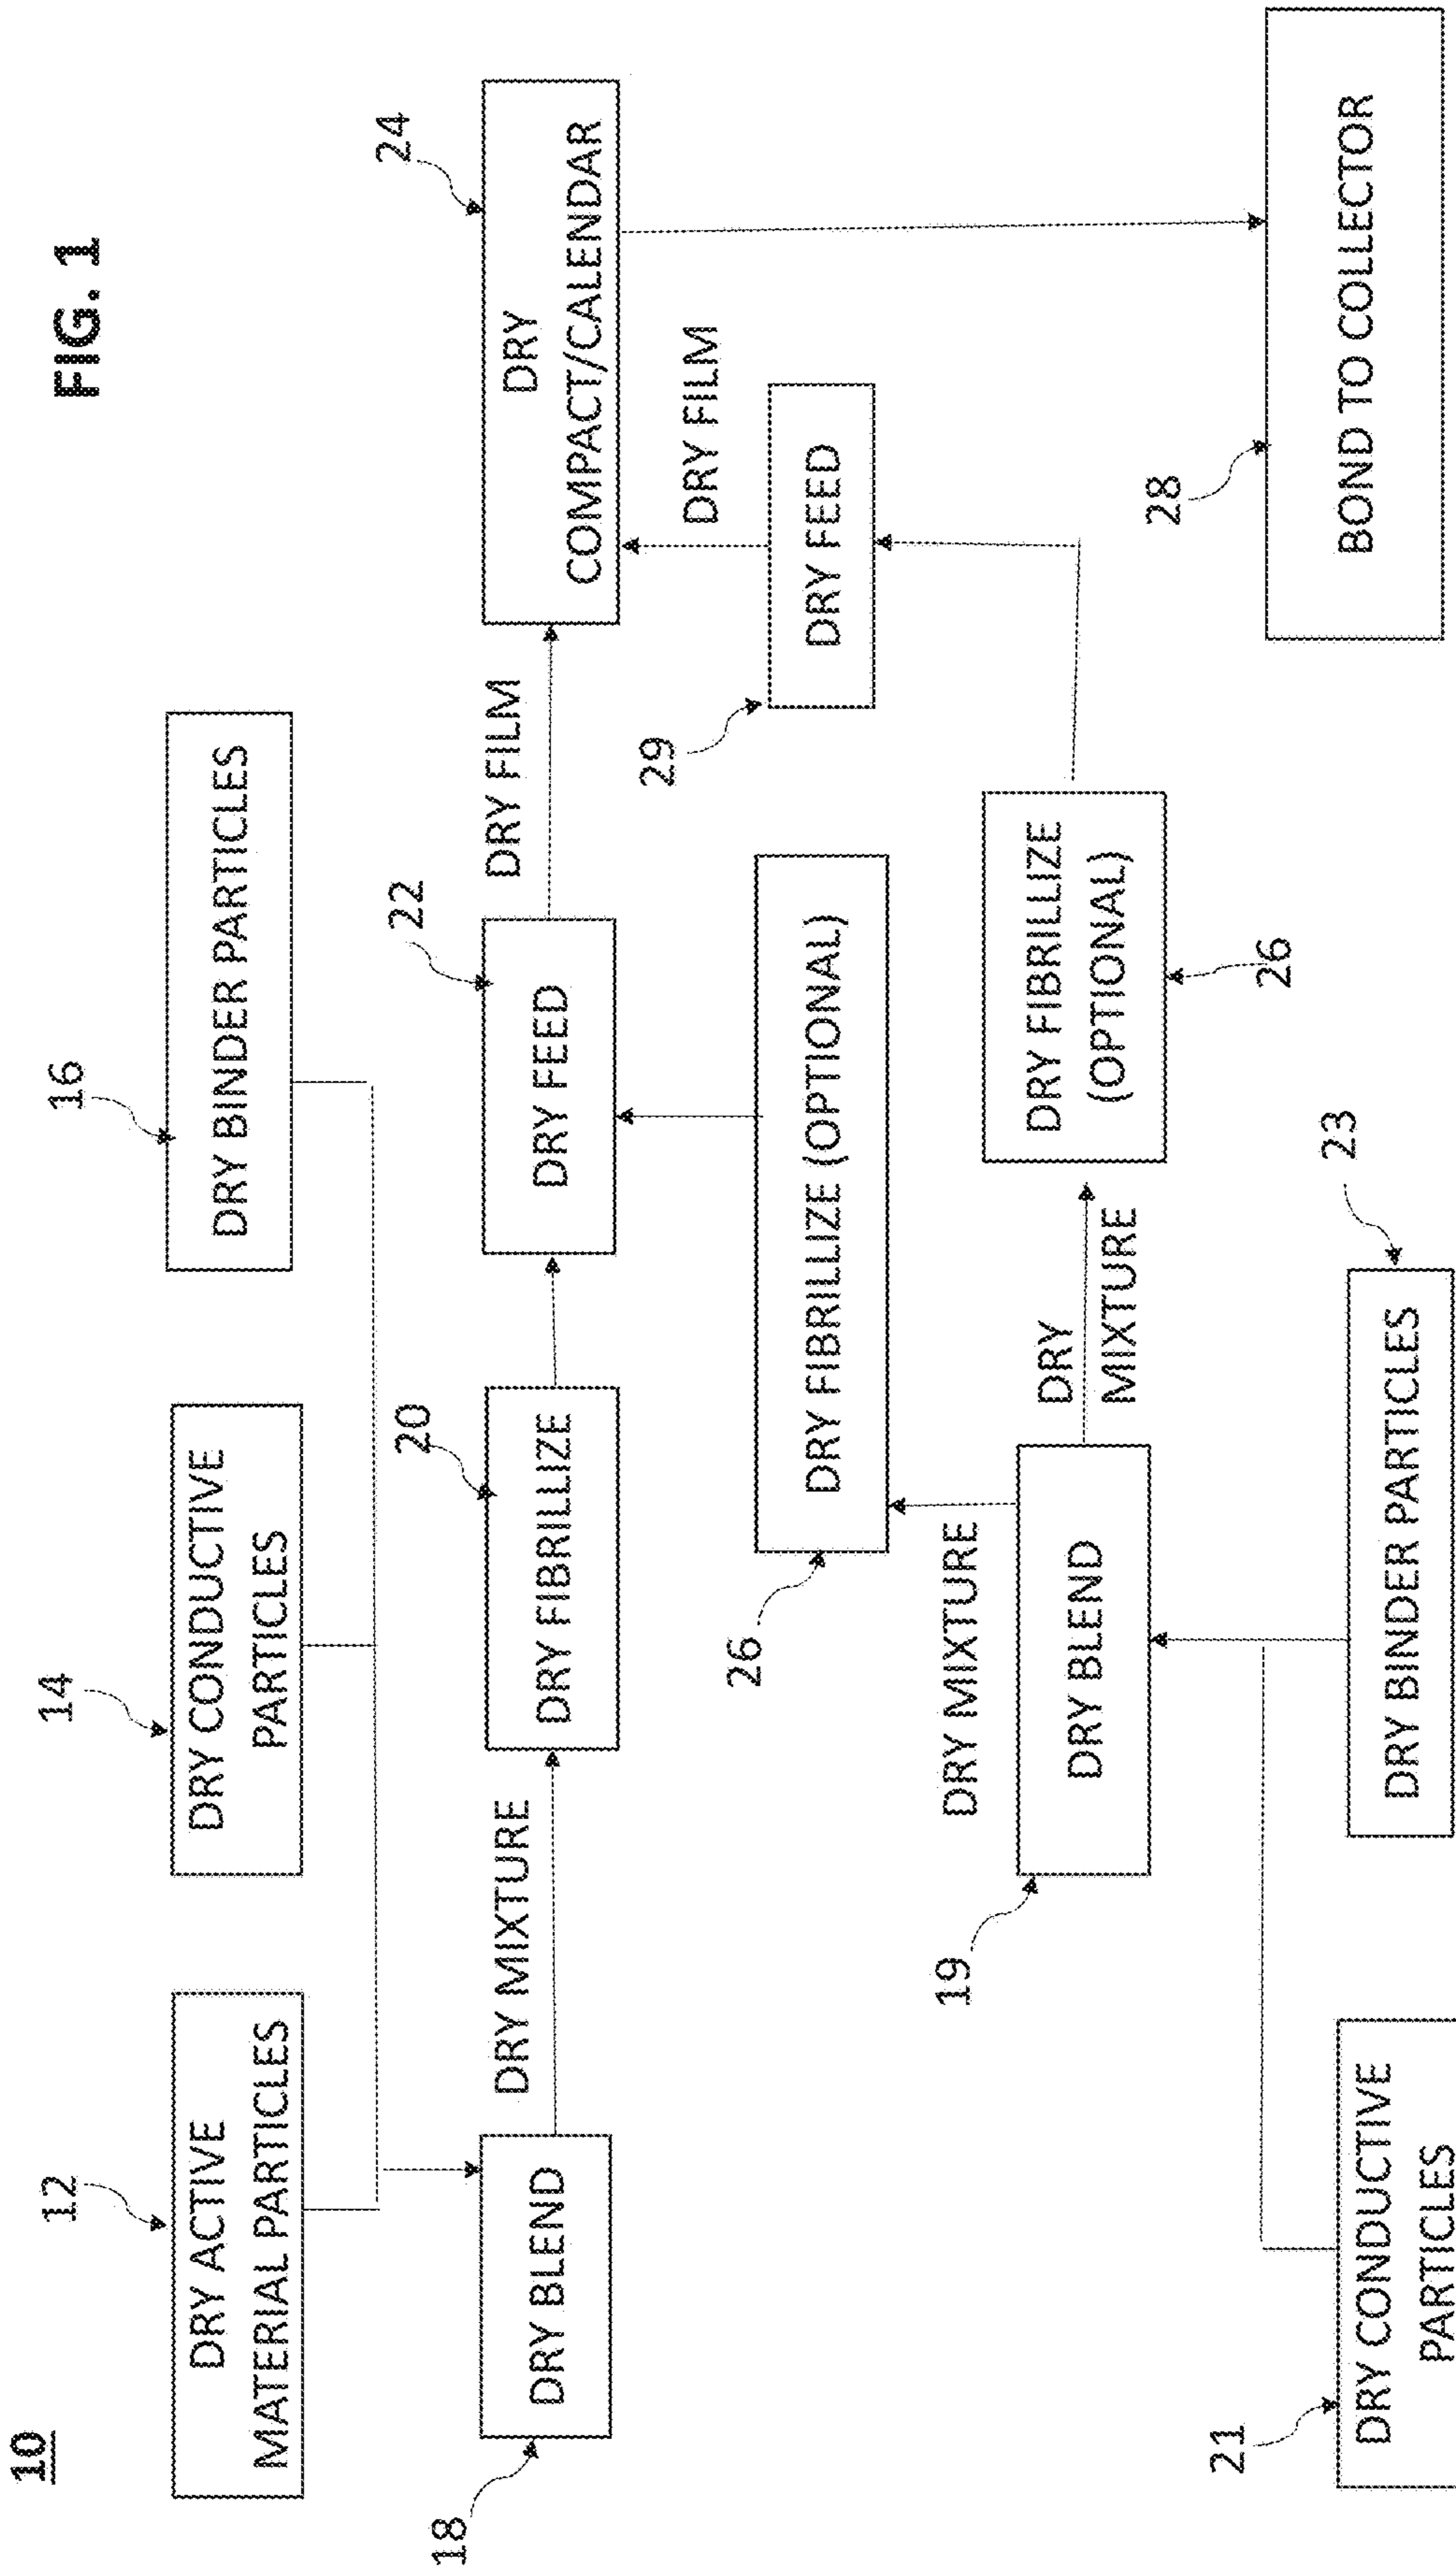 10
FIG. 1
12
14
16
DRY ACTIVE
MATERIAL PARTICLES
DRY CONDUCTIVE
PARTICLES
DRY BINDER PARTICLES
18
20
22
24
DRY BLEND
DRY MIXTURE
DRY FIBRILLIZE
DRY FEED
DRY FILM
DRY
COMPACT/CALENDAR
26
DRY FIBRILLIZE (OPTIONAL)
29
DRY FEED
DRY FILM
19
DRY MIXTURE
DRY BLEND
DRY
MIXTURE
DRY FIBRILLIZE
(OPTIONAL)
26
28
BOND TO COLLECTOR
21
DRY CONDUCTIVE
PARTICLES
23
DRY BINDER PARTICLES